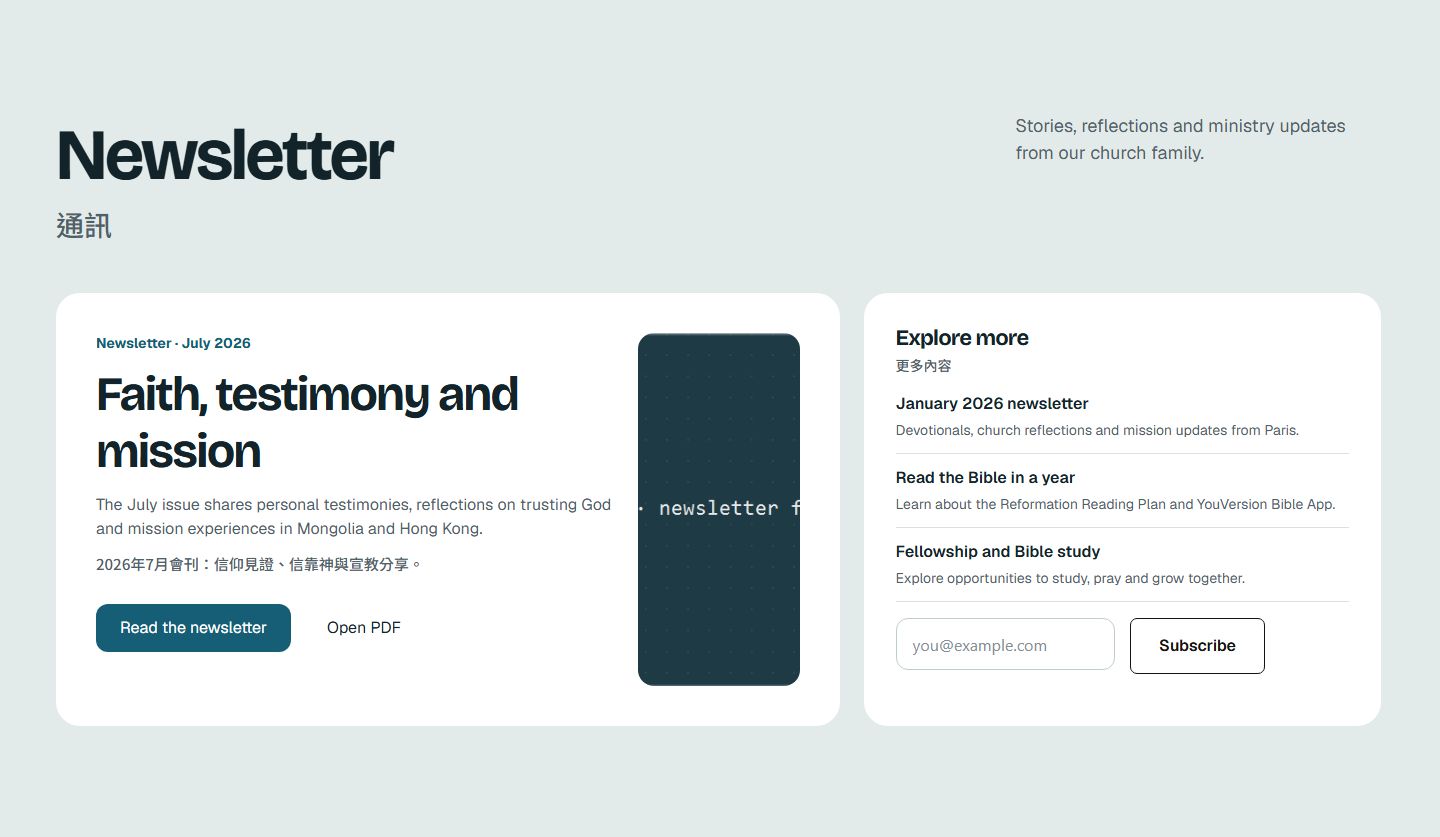 Newsletter
通訊
Stories, reflections and ministry updates
from our church family.
Newsletter · July 2026
Faith, testimony and
mission
The July issue shares personal testimonies, reflections on trusting God
and mission experiences in Mongolia and Hong Kong.
2026年7月會刊：信仰見證、信靠神與宣教分享。
Read the newsletter
Open PDF
· newsletter f
Explore more
更多內容
January 2026 newsletter
Devotionals, church reflections and mission updates from Paris.
Read the Bible in a year
Learn about the Reformation Reading Plan and YouVersion Bible App.
Fellowship and Bible study
Explore opportunities to study, pray and grow together.
you@example.com
Subscribe